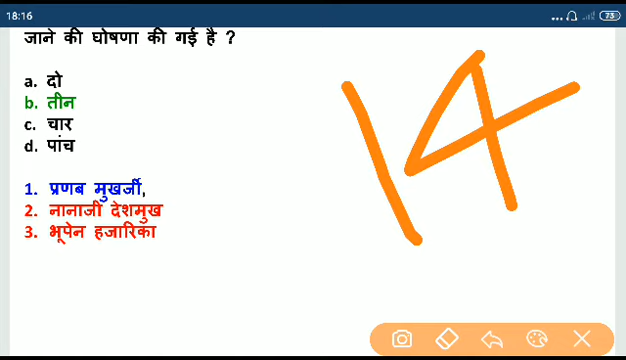 18:16
... 73
जाने की घोषणा की गई है ?
a. दो
b. तीन
c. चार
d. पांच
1. प्रणब मुखर्जी,
2. नानाजी देशमुख
3. भूपेन हजारिका
14